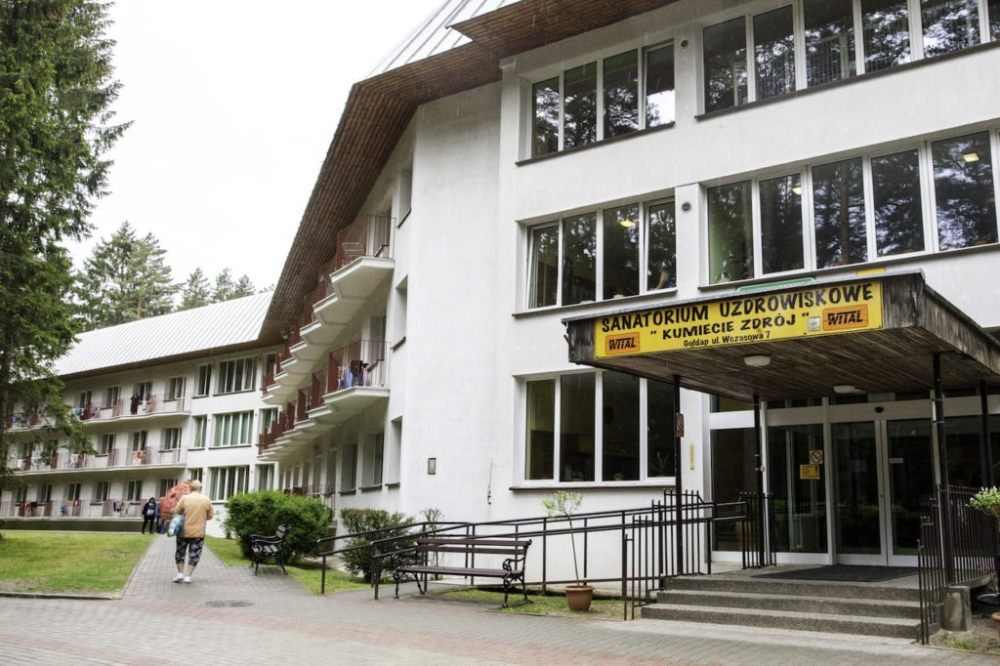 SANATORIUM UZDROWISKOWE
WITAL " KUMIECIE ZDRÓJ " WITAL
Gołdap ul. Wczasowa 7